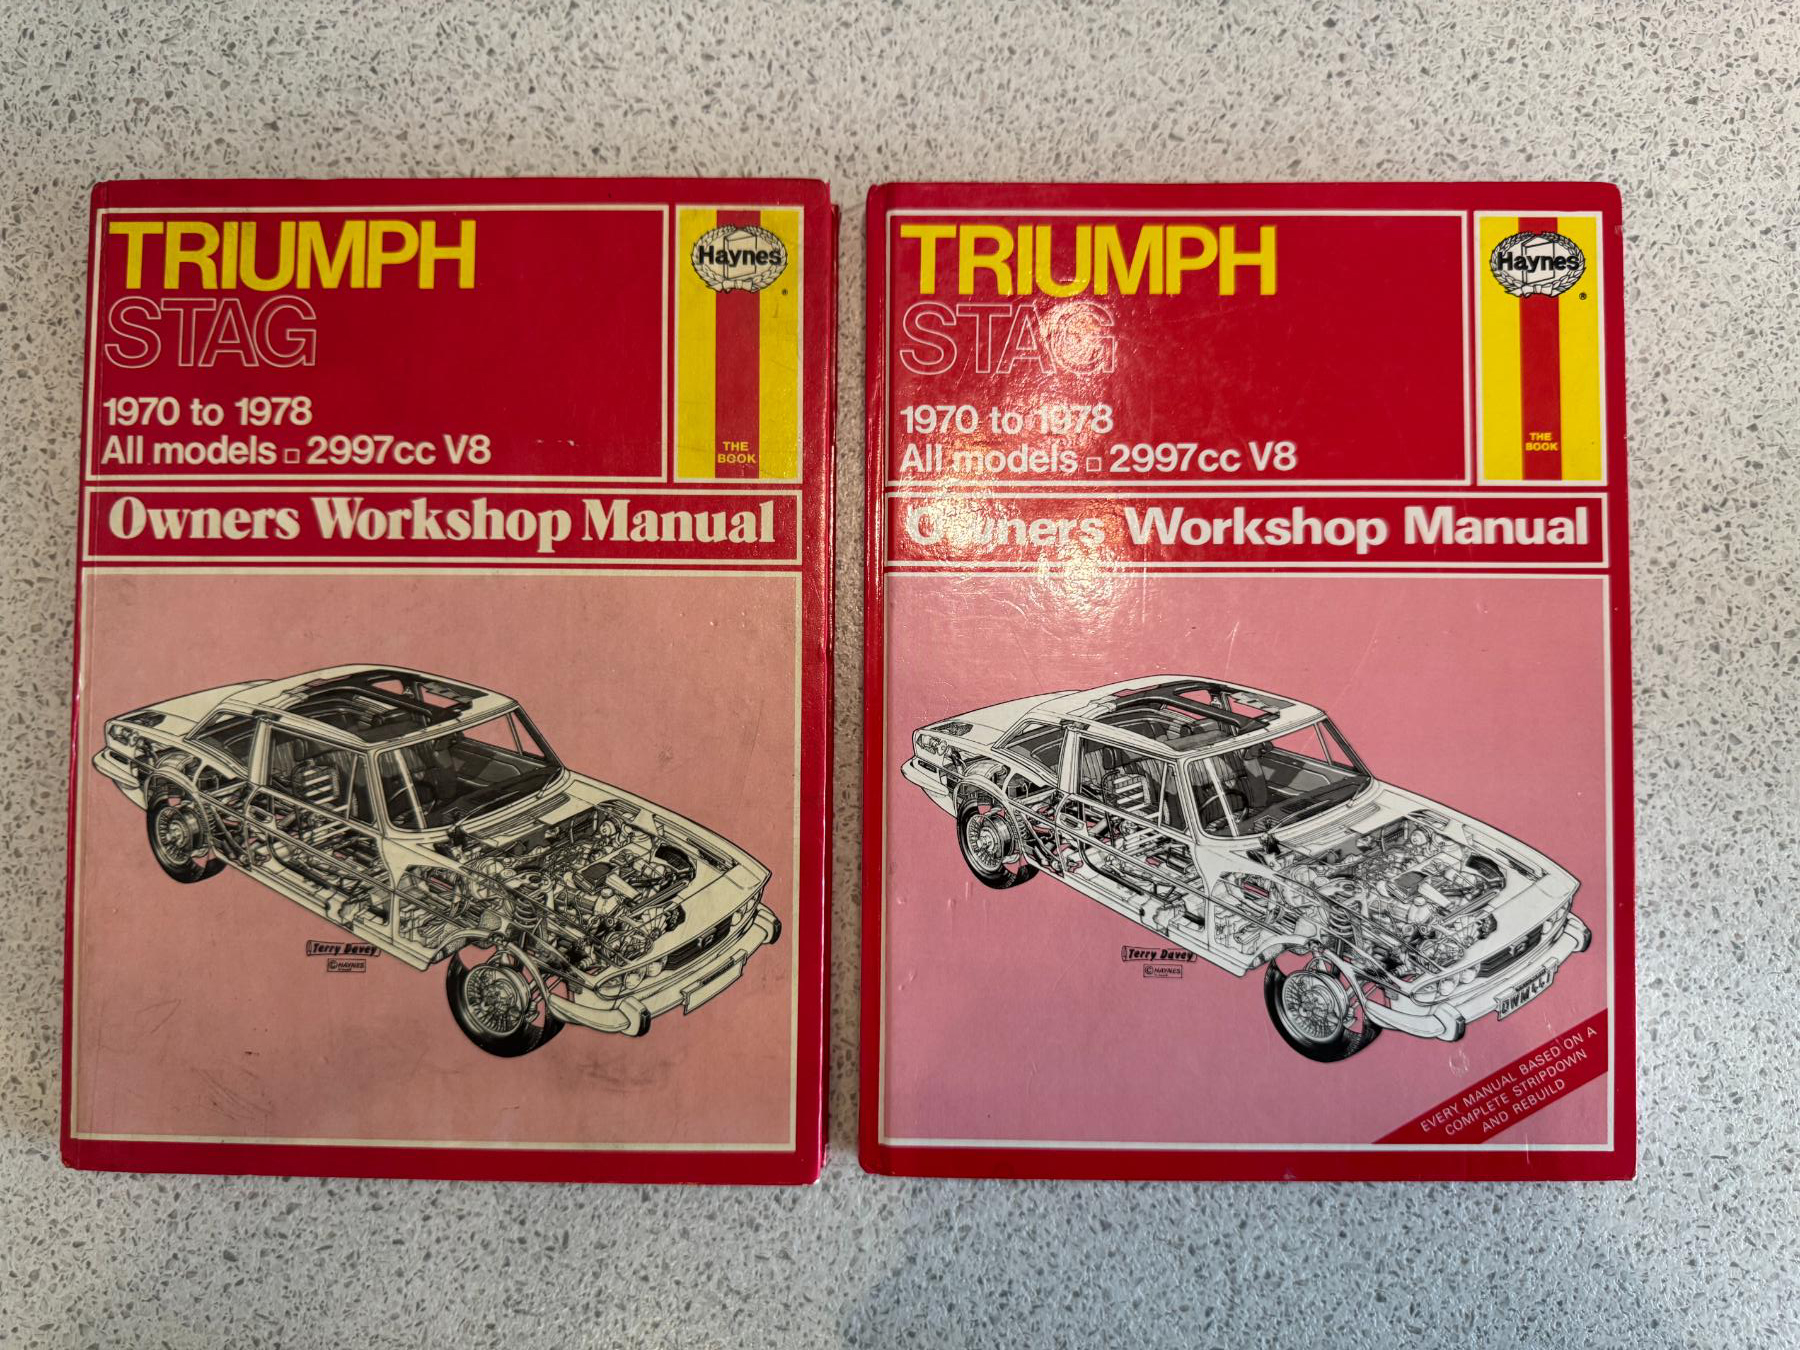 TRIUMPH
STAG
1970 to 1978
All models □ 2997cc V8
Haynes
®
THE
BOOK
Owners Workshop Manual
Terry Davey
© HAYNES
TRIUMPH
STAG
1970 to 1978
All models □ 2997cc V8
Haynes
®
THE
BOOK
Owners Workshop Manual
Terry Davey
© HAYNES
EVERY MANUAL BASED ON A
COMPLETE STRIPDOWN
AND REBUILD